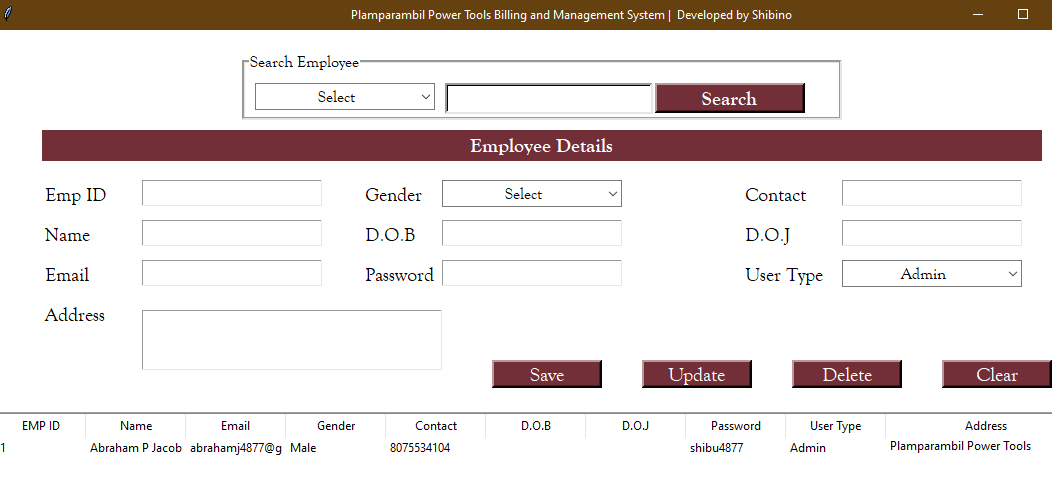 Plamparambil Power Tools Billing and Management System | Developed by Shibino
Search Employee
Select Search
Employee Details
Emp ID Gender Select Contact
Name D.O.B D.O.J
Email Password User Type Admin
Address
Save Update Delete Clear
EMP ID Name Email Gender Contact D.O.B D.O.J Password User Type Address
1 Abraham P Jacob abrahamj4877@g Male 8075534104 shibu4877 Admin Plamparambil Power Tools